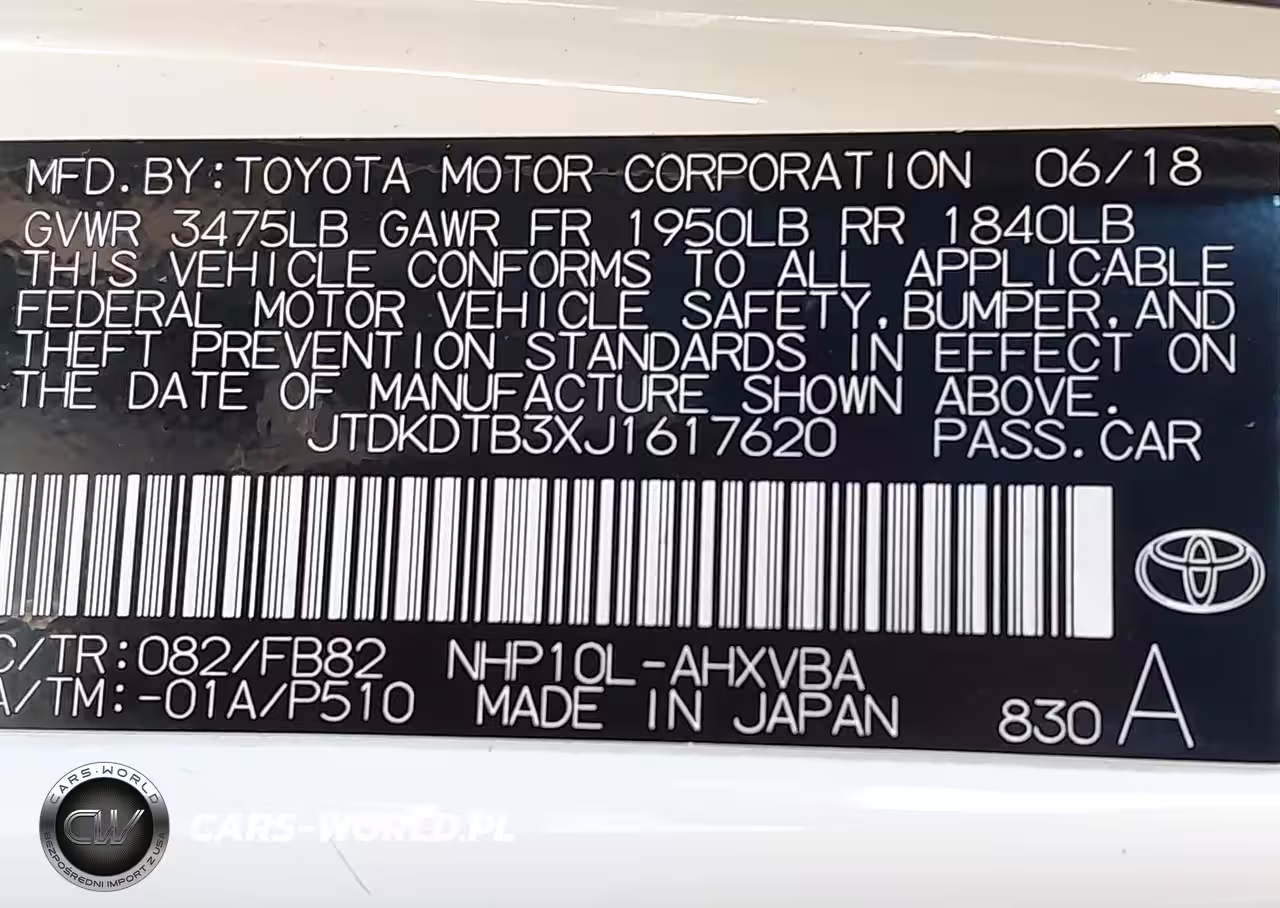 MFD. BY: TOYOTA MOTOR CORPORATION 06/18
GVWR 3475LB GAWR FR 1950LB RR 1840LB
THIS VEHICLE CONFORMS TO ALL APPLICABLE
FEDERAL MOTOR VEHICLE SAFETY, BUMPER, AND
THEFT PREVENTION STANDARDS IN EFFECT ON
THE DATE OF MANUFACTURE SHOWN ABOVE.
JTDKDTB3XJ1617620 PASS. CAR
C/TR: 082/FB82 NHP10L-AHXVBA
A/TM: -01A/P510 MADE IN JAPAN 830 A
CARS-WORLD
CW
BEZPOŚREDNI IMPORT Z USA
CARS-WORLD.PL